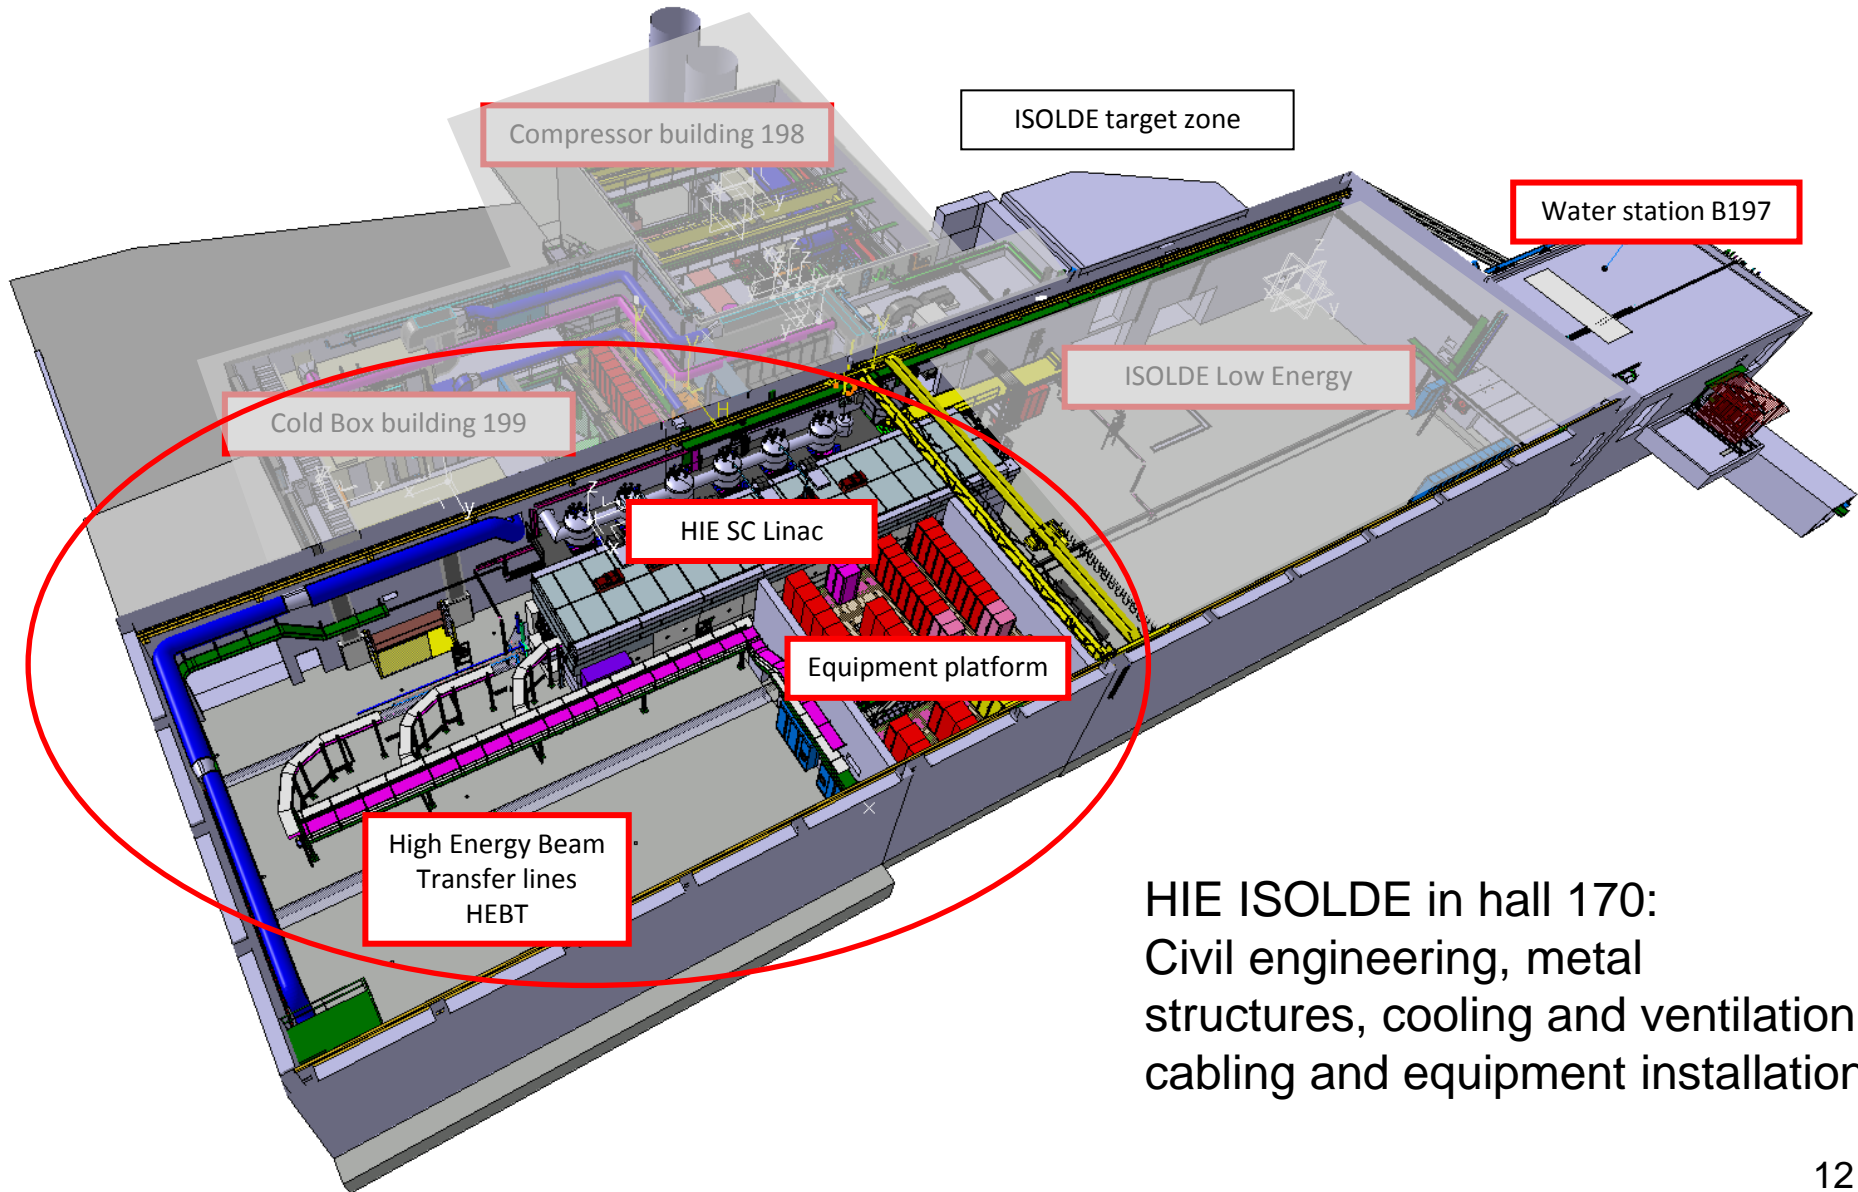 Compressor building 198
ISOLDE target zone
Water station B197
ISOLDE Low Energy
Cold Box building 199
HIE SC Linac
Equipment platform
High Energy Beam
Transfer lines
HEBT
HIE ISOLDE in hall 170:
Civil engineering, metal
structures, cooling and ventilation
cabling and equipment installation
12